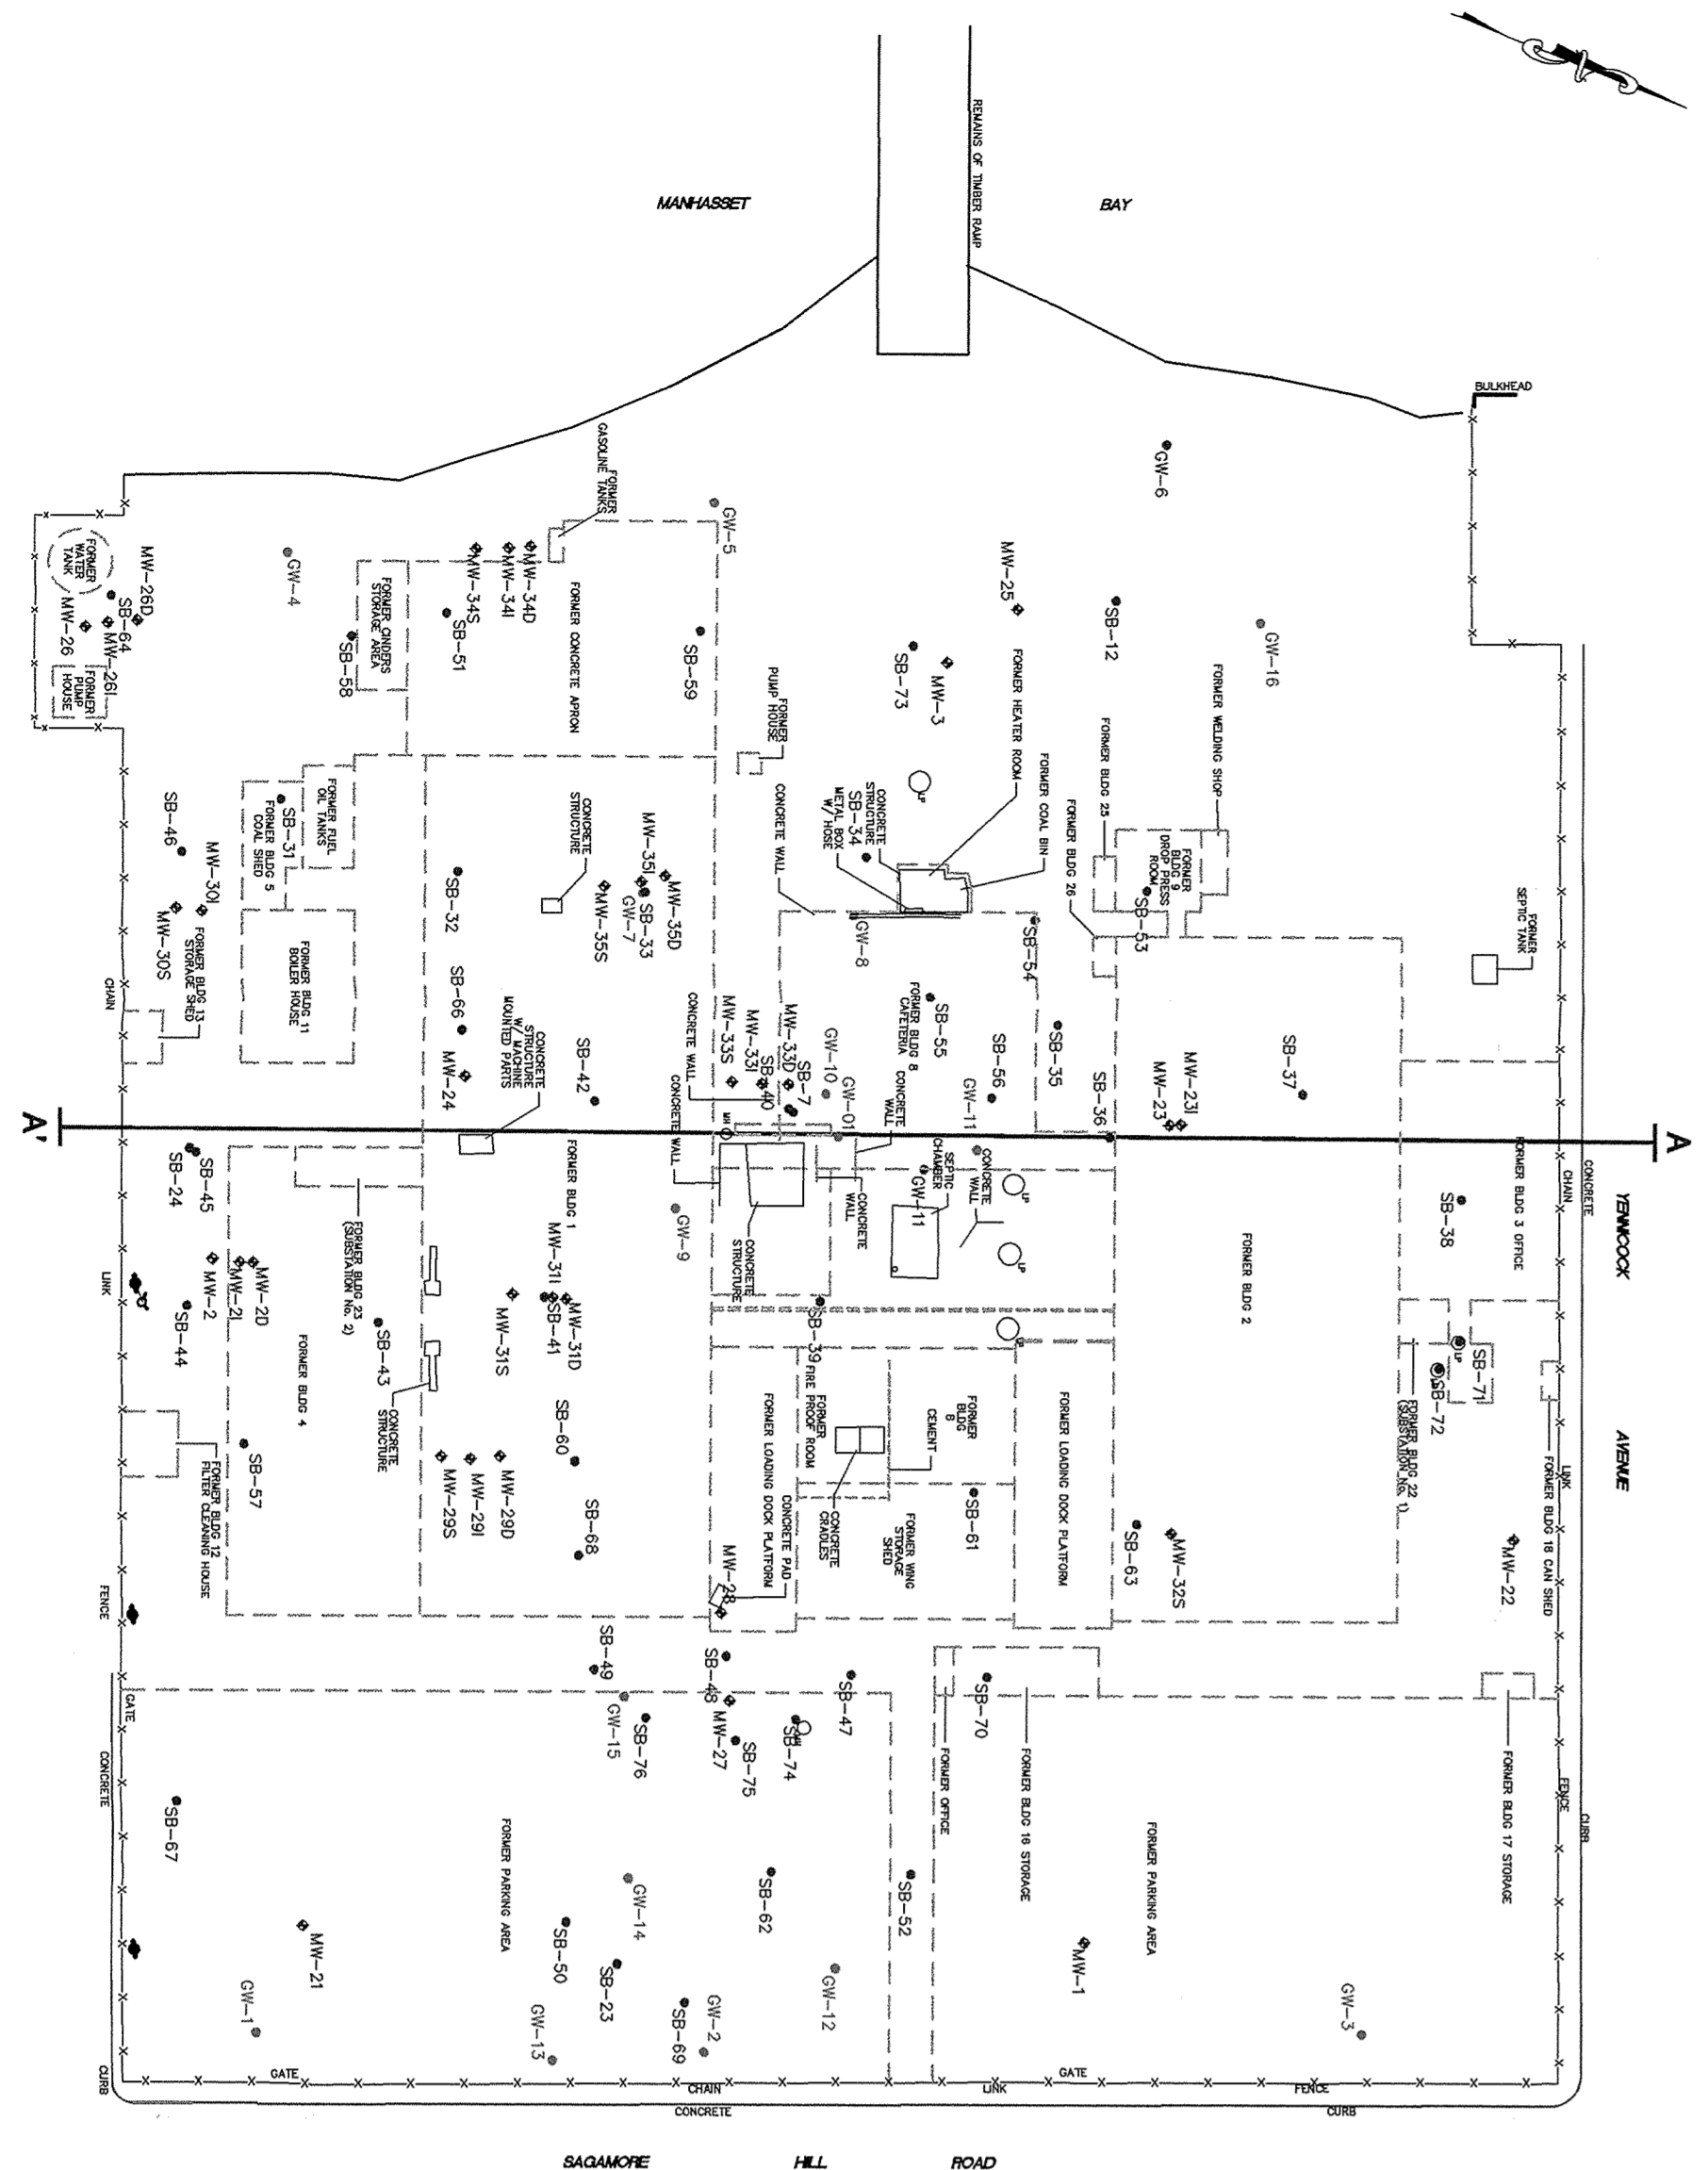 REMAINS OF TIMBER RAMP
MANHASSET
BAY
BULKHEAD
GW-6
FORMER
GASOLINE TANKS
GW-5
MW-25
SB-12
GW-16
MW-26D
FORMER
WATER
TANK
SB-64
MW-26
MW-26I
FORMER
PUMP
HOUSE
GW-4
FORMER CINDERS
STORAGE AREA
SB-58
MW-34S
MW-34I
MW-34D
SB-51
FORMER CONCRETE APRON
SB-59
FORMER
PUMP HOUSE
SB-73
MW-3
FORMER HEATER ROOM
FORMER COAL BIN
FORMER BLDG 25
FORMER BLDG 26
FORMER WELDING SHOP
FORMER
BLDG 9
DROP PRESS
ROOM
SB-53
FORMER
SEPTIC TANK
SB-46
MW-30I
MW-30S
FORMER BLDG 13
STORAGE SHED
SB-31
FORMER BLDG 5
COAL SHED
FORMER FUEL
OIL TANKS
FORMER BLDG 11
BOILER HOUSE
SB-32
SB-66
MW-24
CONCRETE
STRUCTURE
MW-35I
MW-35D
SB-33
GW-7
MW-35S
CONCRETE WALL
CONCRETE
STRUCTURE
SB-34
METAL BOX
W/ HOSE
LP
GW-8
SB-54
FORMER BLDG 8
CAFETERIA
SB-55
SB-56
SB-35
SB-36
MW-23
MW-23I
SB-37
CHAIN
CONCRETE
STRUCTURE
W/ MACHINE
MOUNTED PARTS
SB-42
CONCRETE WALL
CONCRETE WALL
MW-33S
MW-33I
SB-40
MW-33D
SB-7
GW-10
GW-01
CONCRETE
WALL
GW-11
MH
A'
A
SB-24
SB-45
FORMER BLDG 1
GW-9
CONCRETE
STRUCTURE
CONCRETE
WALL
SEPTIC
CHAMBER
GW-11
CONCRETE
WALL
LP
LP
FORMER BLDG 2
SB-38
FORMER BLDG 3 OFFICE
CHAIN
CONCRETE
YENNICOCK
AVENUE
LINK
MW-2
MW-2I
MW-2D
SB-44
FORMER BLDG 23
(SUBSTATION No. 2)
SB-43
FORMER BLDG 4
CONCRETE
STRUCTURE
MW-31I
SB-41
MW-31D
MW-31S
SB-39
FORMER
FIRE PROOF ROOM
FORMER LOADING DOCK PLATFORM
CONCRETE PAD
CONCRETE
CRADLES
FORMER
BLDG
6
CEMENT
FORMER WING
STORAGE
SHED
SB-61
FORMER LOADING DOCK PLATFORM
SB-63
MW-32S
SB-71
LP
SB-72
FORMER BLDG 22
(SUBSTATION No. 1)
LINK
FORMER BLDG 18 CAN SHED
MW-22
SB-57
FORMER BLDG 12
FILTER CLEANING HOUSE
MW-29S
MW-29I
MW-29D
SB-60
SB-68
MW-28
FENCE
SB-49
SB-48
MW-27
SB-75
SB-74
SB-47
SB-70
GW-15
SB-76
GATE
CONCRETE
FORMER OFFICE
FORMER BLDG 16 STORAGE
FORMER BLDG 17 STORAGE
FENCE
CURB
SB-67
MW-21
FORMER PARKING AREA
GW-14
SB-50
SB-23
SB-62
SB-52
FORMER PARKING AREA
MW-1
GW-1
GW-13
SB-69
GW-2
GW-12
GW-3
CURB
GATE
CHAIN
LINK
GATE
FENCE
CONCRETE
CURB
SAGAMORE
HILL
ROAD